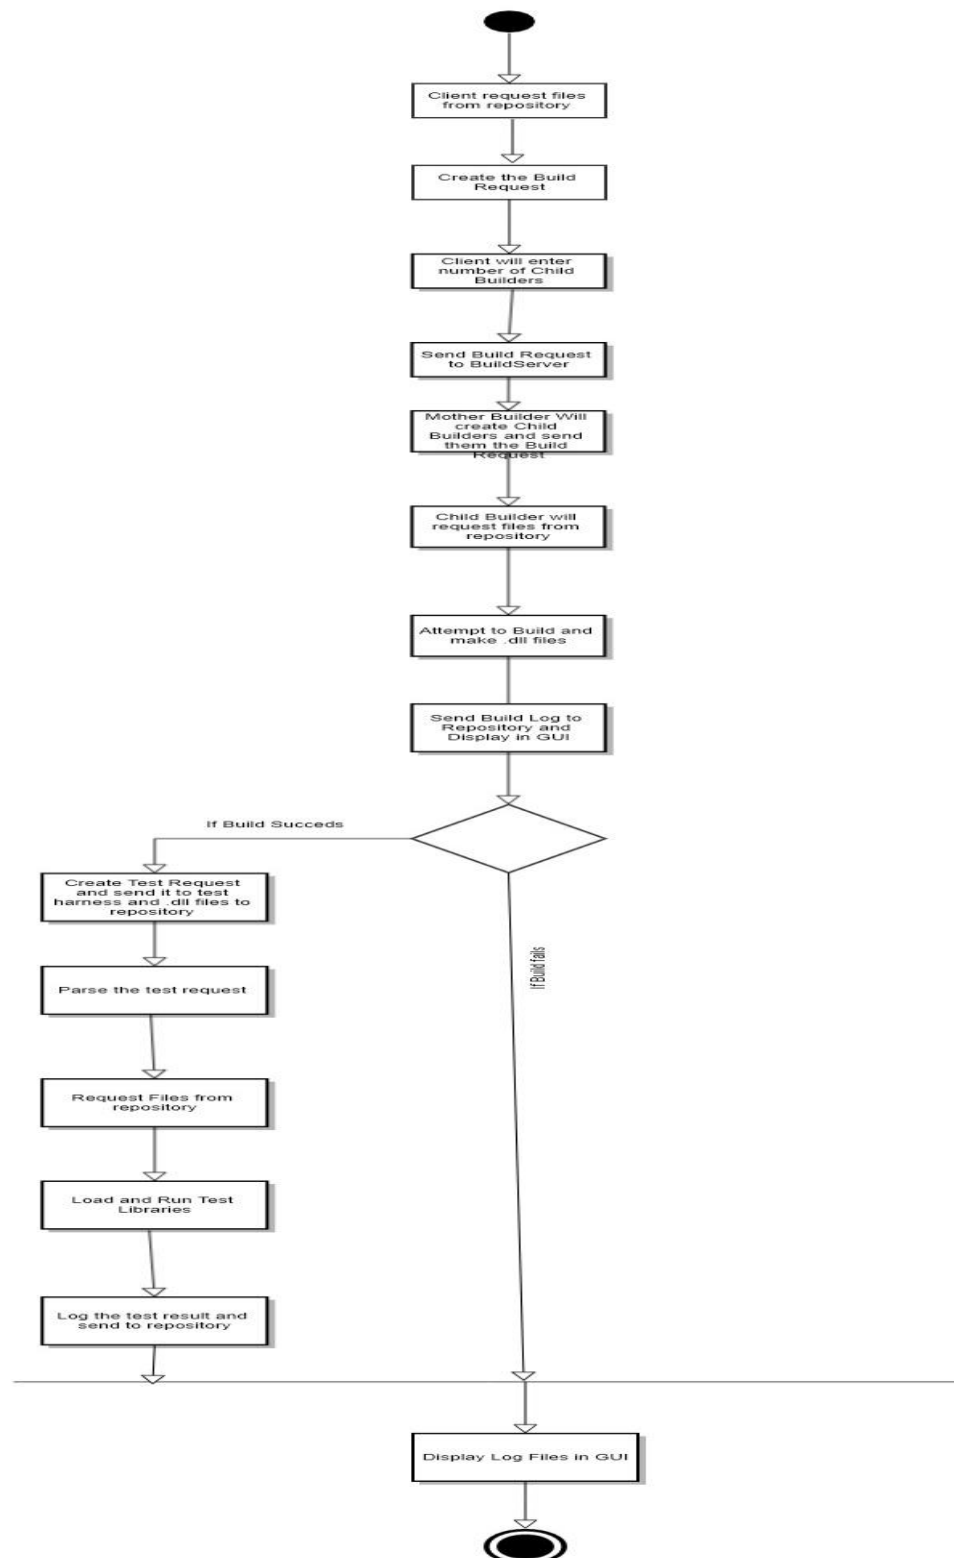 Client request files
from repository
Create the Build
Request
Client will enter
number of Child
Builders
Send Build Request
to BuildServer
Mother Builder Will
create Child
Builders and send
them the Build
Request
Child Builder will
request files from
repository
Attempt to Build and
make .dll files
Send Build Log to
Repository and
Display in GUI
If Build Succeds
Create Test Request
and send it to test
harness and .dll files to
repository
If Build fails
Parse the test request
Request Files from
repository
Load and Run Test
Libraries
Log the test result and
send to repository
Display Log Files in GUI